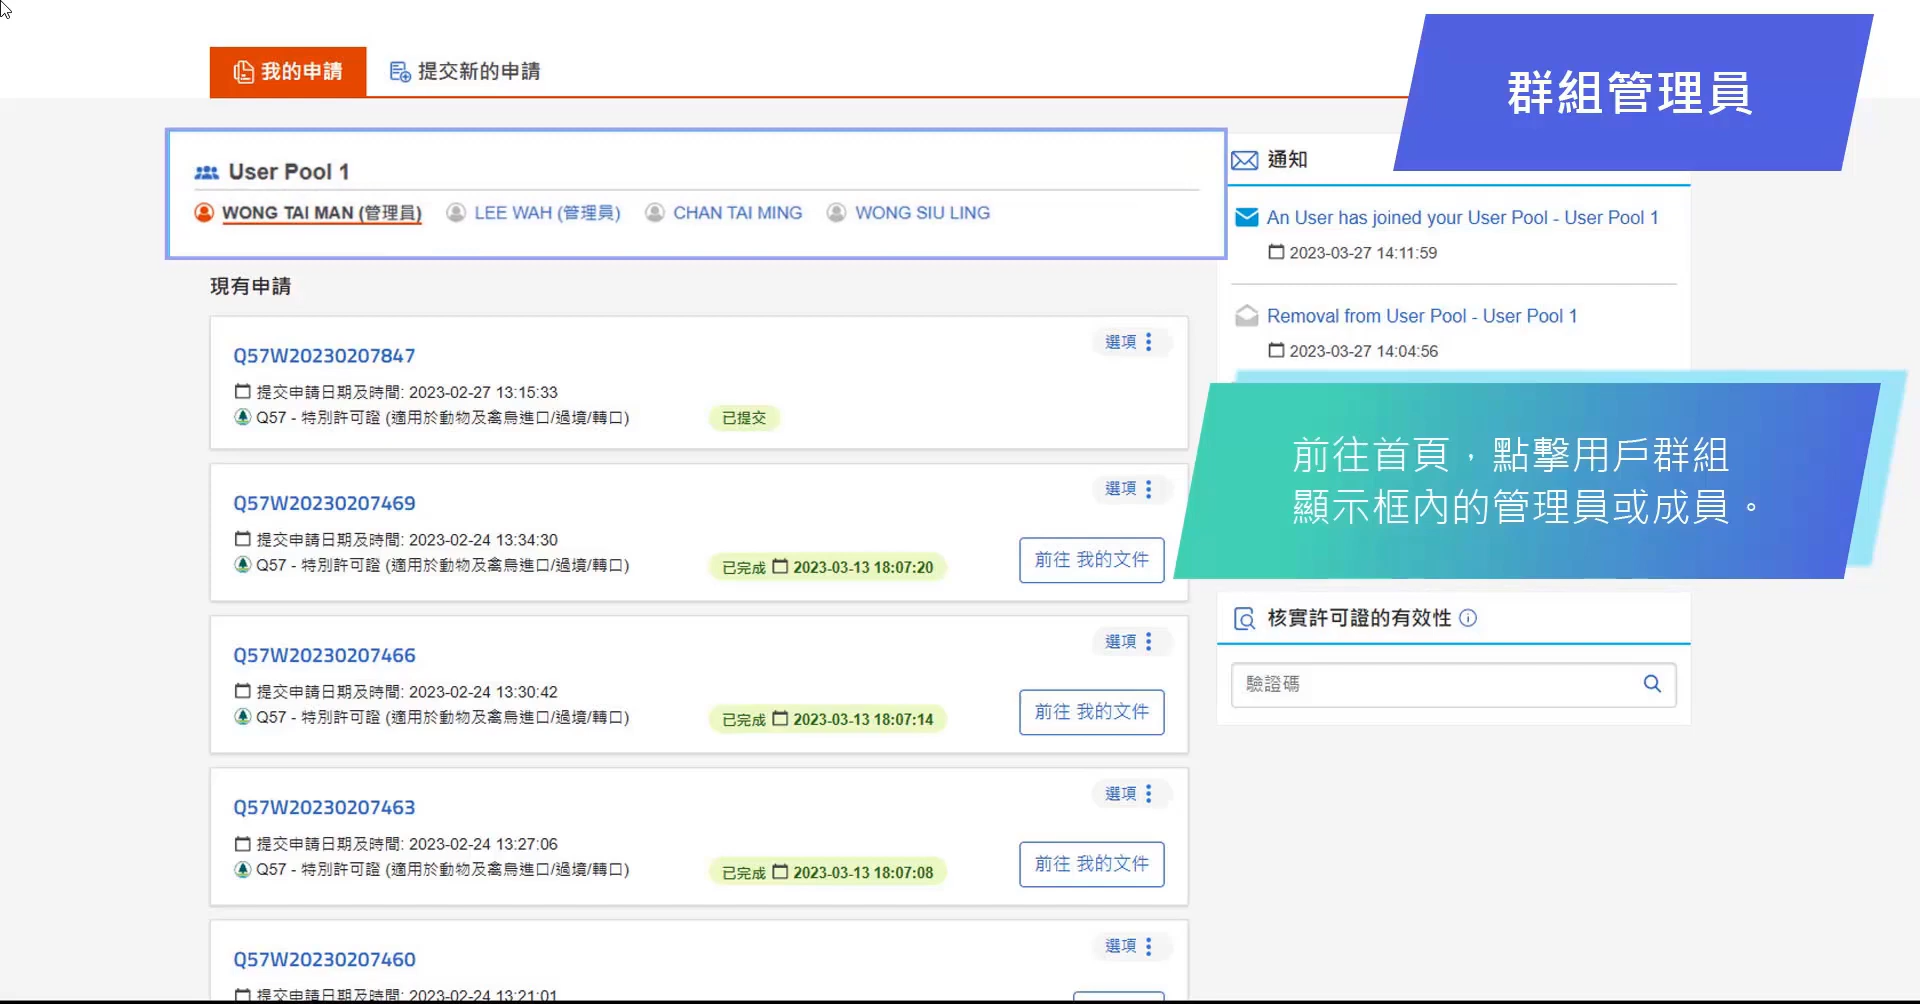 我的申請
提交新的申請
群組管理員
User Pool 1
WONG TAI MAN (管理員)
LEE WAH (管理員)
CHAN TAI MING
WONG SIU LING
現有申請
Q57W20230207847
選項
提交申請日期及時間: 2023-02-27 13:15:33
Q57 - 特別許可證 (適用於動物及禽鳥進口/過境/轉口)
已提交
Q57W20230207469
選項
提交申請日期及時間: 2023-02-24 13:34:30
Q57 - 特別許可證 (適用於動物及禽鳥進口/過境/轉口)
已完成 2023-03-13 18:07:20
前往 我的文件
Q57W20230207466
選項
提交申請日期及時間: 2023-02-24 13:30:42
Q57 - 特別許可證 (適用於動物及禽鳥進口/過境/轉口)
已完成 2023-03-13 18:07:14
前往 我的文件
Q57W20230207463
選項
提交申請日期及時間: 2023-02-24 13:27:06
Q57 - 特別許可證 (適用於動物及禽鳥進口/過境/轉口)
已完成 2023-03-13 18:07:08
前往 我的文件
Q57W20230207460
選項
提交申請日期及時間: 2023-02-24 13:21:01
通知
An User has joined your User Pool - User Pool 1
2023-03-27 14:11:59
Removal from User Pool - User Pool 1
2023-03-27 14:04:56
前往首頁，點擊用戶群組
顯示框內的管理員或成員。
核實許可證的有效性
驗證碼